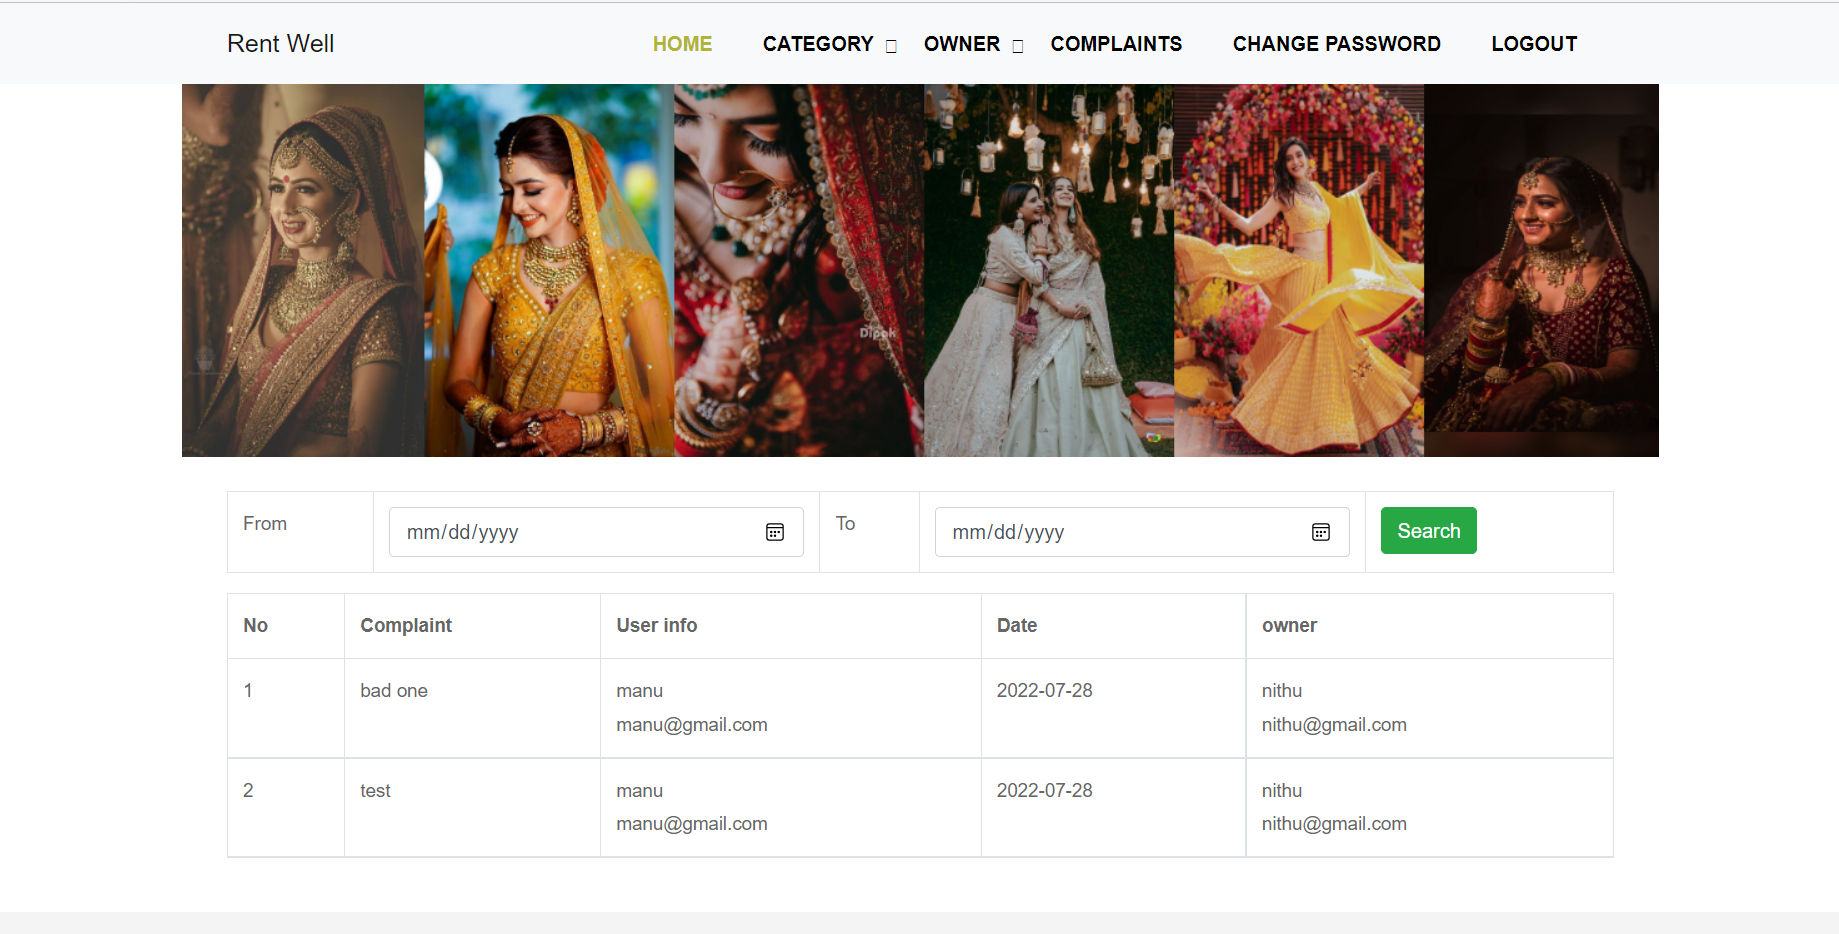 Rent Well
HOME CATEGORY OWNER COMPLAINTS CHANGE PASSWORD LOGOUT
Dipak
From mm/dd/yyyy To mm/dd/yyyy Search
No Complaint User info Date owner
1 bad one manu 2022-07-28 nithu
manu@gmail.com nithu@gmail.com
2 test manu 2022-07-28 nithu
manu@gmail.com nithu@gmail.com